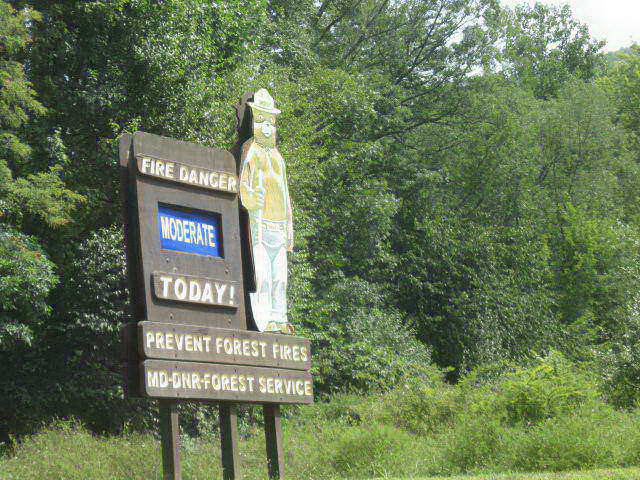 FIRE DANGER
MODERATE
TODAY!
PREVENT FOREST FIRES
MD-DNR-FOREST SERVICE